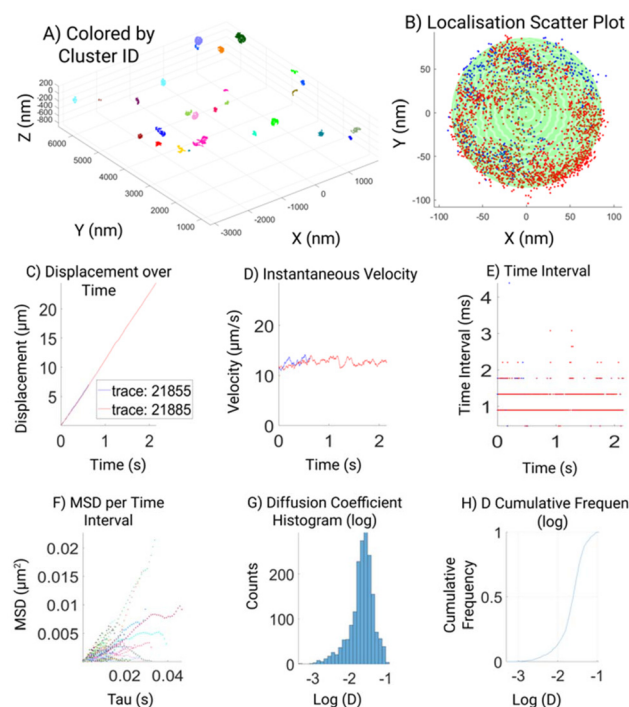 A) Colored by
Cluster ID
200
0
-200
-400
-600
-800
Z (nm)
6000
5000
4000
3000
2000
1000
Y (nm)
-3000
-2000
-1000
0
1000
X (nm)
B) Localisation Scatter Plot
100
50
0
-50
-100
Y (nm)
-100
-50
0
50
100
X (nm)
C) Displacement over
Time
20
15
10
5
Displacement (µm)
trace: 21855
trace: 21885
0
1
2
Time (s)
D) Instantaneous Velocity
20
10
0
Velocity (µm/s)
0
1
2
Time (s)
E) Time Interval
4
3
2
1
Time Interval (ms)
0
1
2
Time (s)
F) MSD per Time
Interval
0.02
0.015
0.01
0.005
MSD (µm²)
0.02
0.04
Tau (s)
G) Diffusion Coefficient
Histogram (log)
200
100
0
Counts
-3
-2
-1
Log (D)
H) D Cumulative Frequen
(log)
1
0.5
0
Cumulative
Frequency
-3
-2
-1
Log (D)